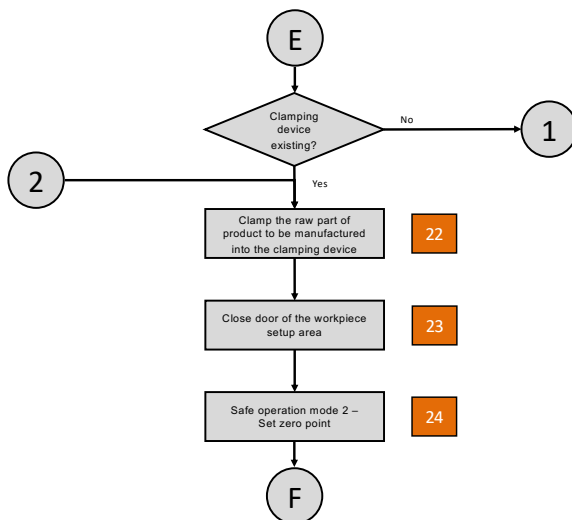 E
Clamping
device
existing?
No
1
2
Yes
Clamp the raw part of
product to be manufactured
into the clamping device
22
Close door of the workpiece
setup area
23
Safe operation mode 2 –
Set zero point
24
F